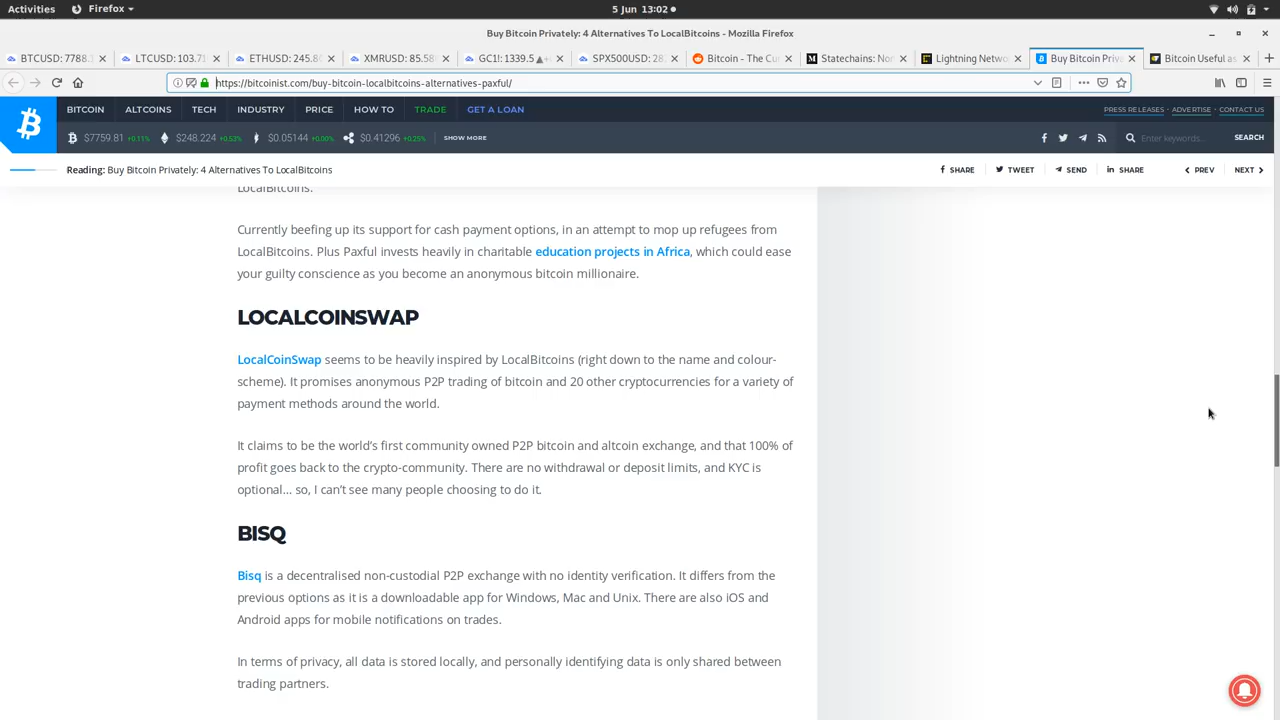 Activities Firefox 5 Jun 13:02
Buy Bitcoin Privately: 4 Alternatives To LocalBitcoins - Mozilla Firefox
BTCUSD: 7788. LTCUSD: 103.71 ETHUSD: 245.8 XMRUSD: 85.58 GC1!: 1339.5 SPX500USD: 28 Bitcoin - The Cu Statechains: Non Lightning Netwo Buy Bitcoin Priva Bitcoin Useful as
https://bitcoinist.com/buy-bitcoin-localbitcoins-alternatives-paxful/
BITCOIN ALTCOINS TECH INDUSTRY PRICE HOW TO TRADE GET A LOAN PRESS RELEASES · ADVERTISE · CONTACT US
$7759.81 +0.11% $248.224 +0.53% $0.05144 +0.00% $0.41296 +0.25% SHOW MORE Enter keywords... SEARCH
Reading: Buy Bitcoin Privately: 4 Alternatives To LocalBitcoins SHARE TWEET SEND SHARE PREV NEXT
LocalBitcoins.
Currently beefing up its support for cash payment options, in an attempt to mop up refugees from
LocalBitcoins. Plus Paxful invests heavily in charitable education projects in Africa, which could ease
your guilty conscience as you become an anonymous bitcoin millionaire.
LOCALCOINSWAP
LocalCoinSwap seems to be heavily inspired by LocalBitcoins (right down to the name and colour-
scheme). It promises anonymous P2P trading of bitcoin and 20 other cryptocurrencies for a variety of
payment methods around the world.
It claims to be the world’s first community owned P2P bitcoin and altcoin exchange, and that 100% of
profit goes back to the crypto-community. There are no withdrawal or deposit limits, and KYC is
optional… so, I can’t see many people choosing to do it.
BISQ
Bisq is a decentralised non-custodial P2P exchange with no identity verification. It differs from the
previous options as it is a downloadable app for Windows, Mac and Unix. There are also iOS and
Android apps for mobile notifications on trades.
In terms of privacy, all data is stored locally, and personally identifying data is only shared between
trading partners.